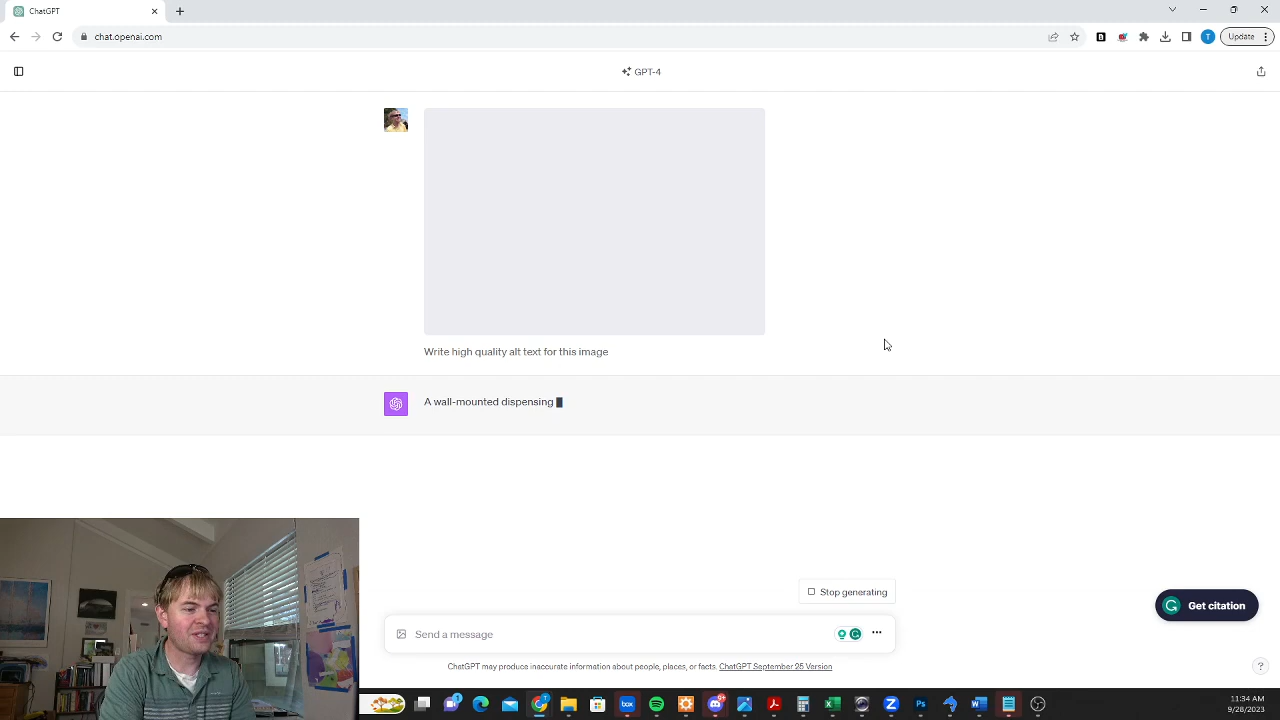 ChatGPT
chat.openai.com
T
Update
GPT-4
Write high quality alt text for this image
A wall-mounted dispensing
Stop generating
Get citation
Send a message
ChatGPT may produce inaccurate information about people, places, or facts. ChatGPT September 25 Version
?
11:34 AM
9/28/2023